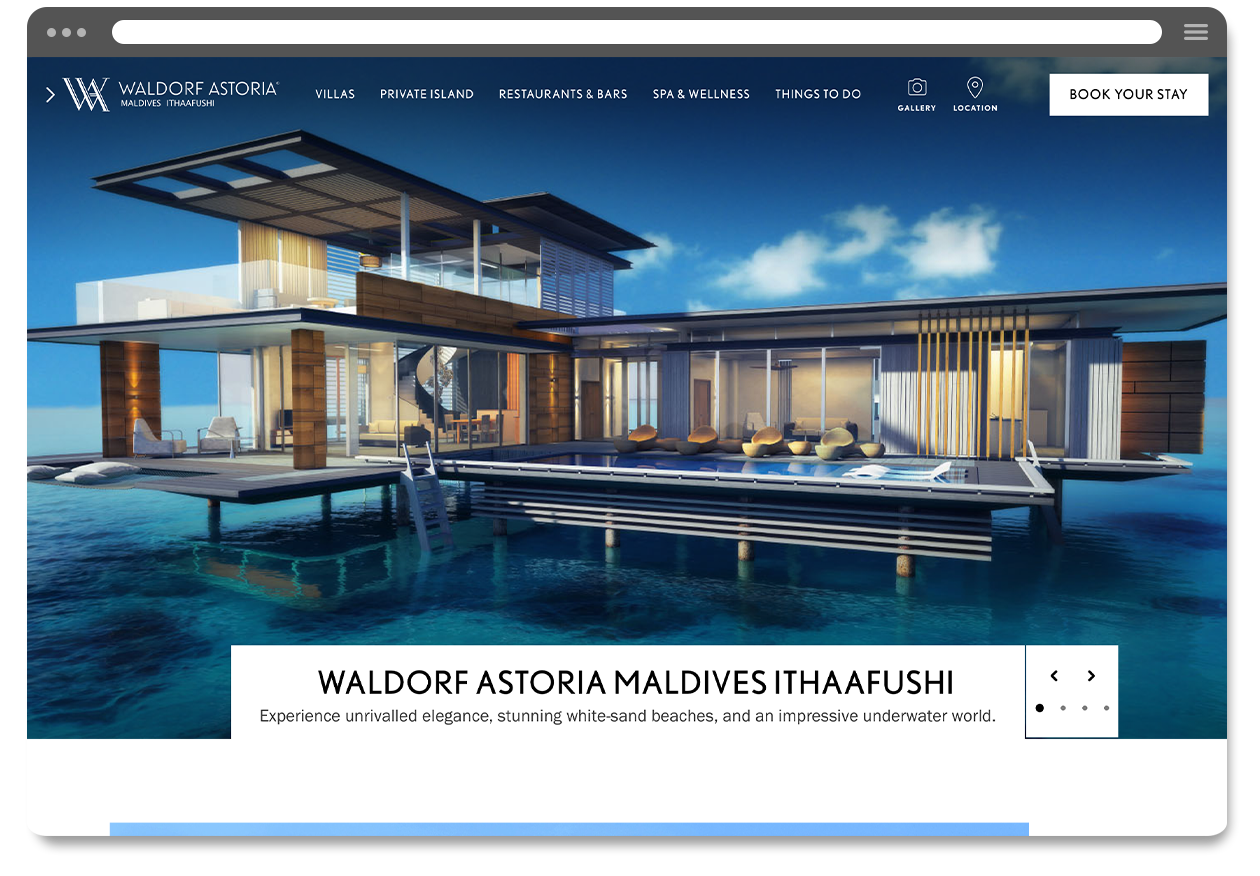 WALDORF ASTORIA®
MALDIVES ITHAAFUSHI
VILLAS
PRIVATE ISLAND
RESTAURANTS & BARS
SPA & WELLNESS
THINGS TO DO
GALLERY
LOCATION
BOOK YOUR STAY
WALDORF ASTORIA MALDIVES ITHAAFUSHI
Experience unrivalled elegance, stunning white-sand beaches, and an impressive underwater world.